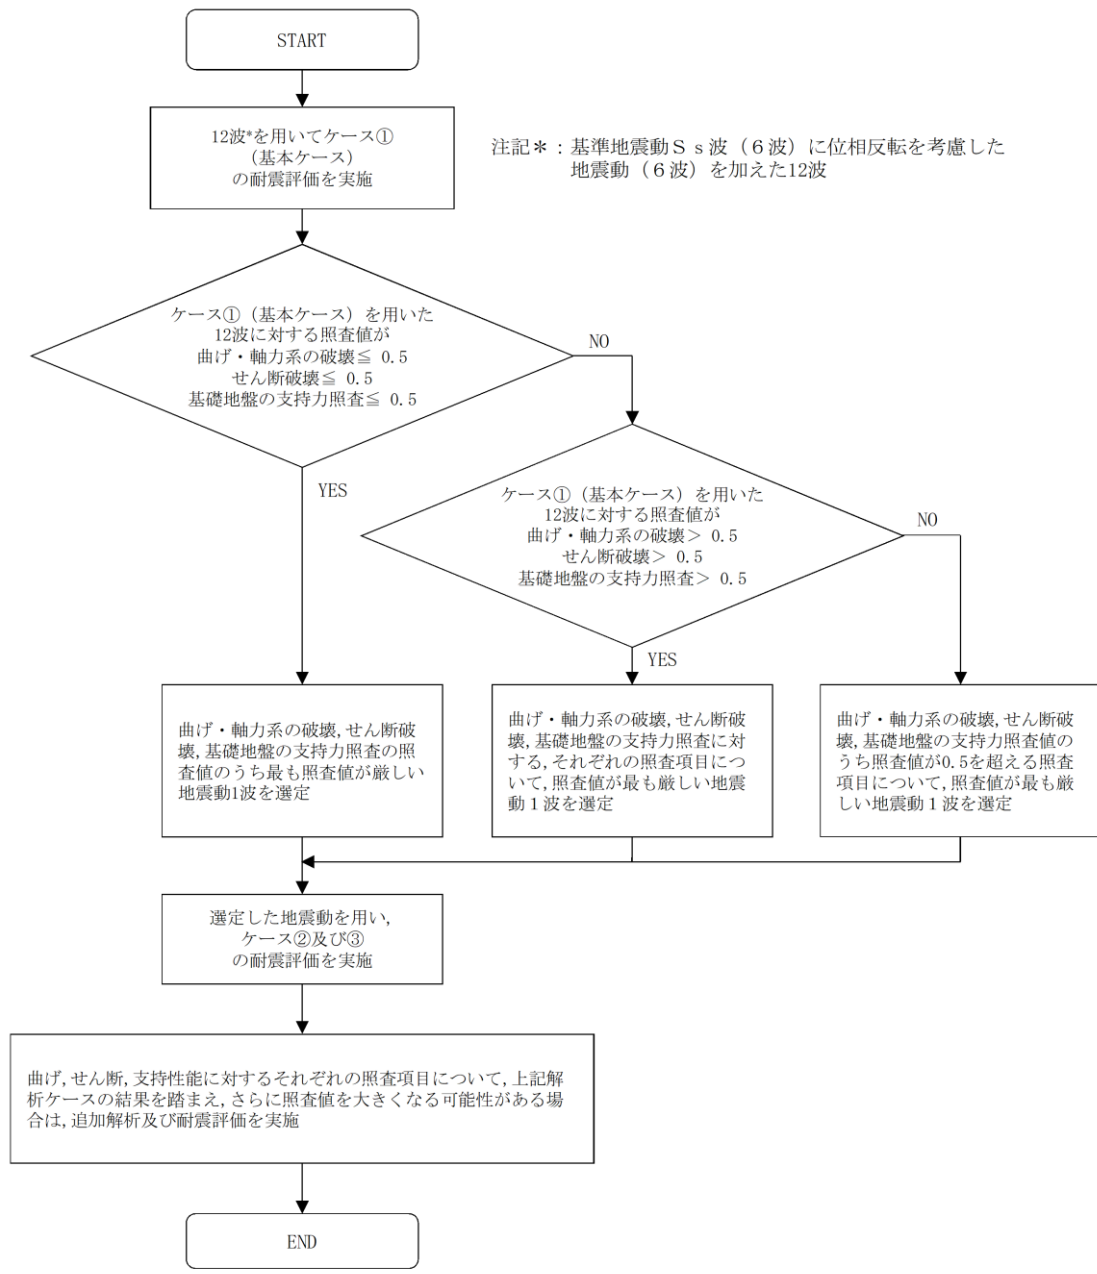 START
12波*を用いてケース①
(基本ケース)
の耐震評価を実施
注記＊：基準地震動Ｓｓ波（６波）に位相反転を考慮した
地震動（６波）を加えた12波
ケース①（基本ケース）を用いた
12波に対する照査値が
曲げ・軸力系の破壊≦ 0.5
せん断破壊≦ 0.5
基礎地盤の支持力照査≦ 0.5
NO
YES
ケース①（基本ケース）を用いた
12波に対する照査値が
曲げ・軸力系の破壊＞ 0.5
せん断破壊＞ 0.5
基礎地盤の支持力照査＞ 0.5
NO
YES
曲げ・軸力系の破壊,せん断破
壊,基礎地盤の支持力照査の照
査値のうち最も照査値が厳しい
地震動1波を選定
曲げ・軸力系の破壊,せん断破
壊,基礎地盤の支持力照査に対
する,それぞれの照査項目につ
いて,照査値が最も厳しい地震
動１波を選定
曲げ・軸力系の破壊,せん断破
壊,基礎地盤の支持力照査値の
うち照査値が0.5を超える照査
項目について,照査値が最も厳
しい地震動１波を選定
選定した地震動を用い,
ケース②及び③
の耐震評価を実施
曲げ,せん断,支持性能に対するそれぞれの照査項目について,上記解
析ケースの結果を踏まえ,さらに照査値を大きくなる可能性がある場
合は,追加解析及び耐震評価を実施
END